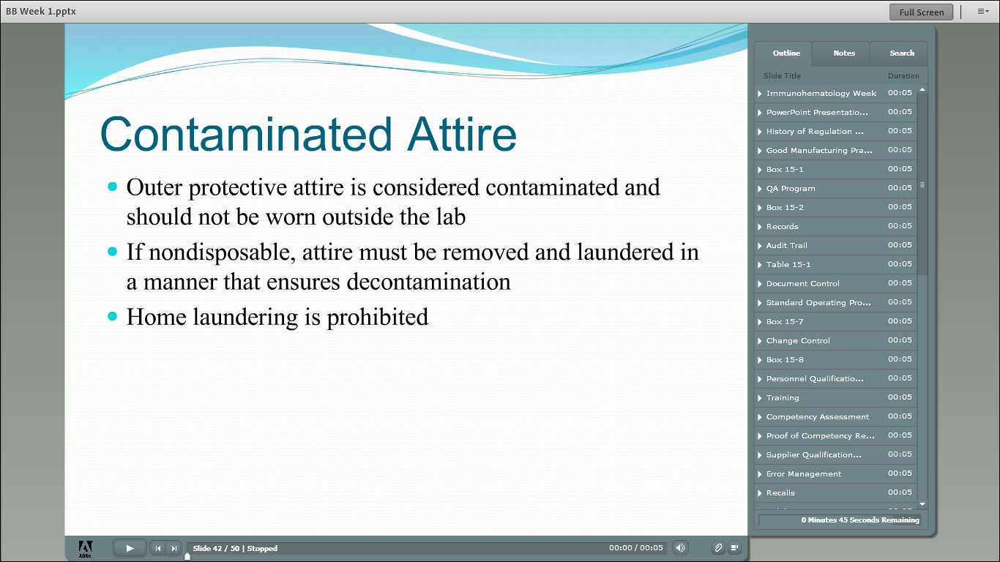 BB Week 1.pptx
Full Screen
Contaminated Attire
Outer protective attire is considered contaminated and
should not be worn outside the lab
If nondisposable, attire must be removed and laundered in
a manner that ensures decontamination
Home laundering is prohibited
Outline Notes Search
Slide Title Duration
Immunohematology Week 00:05
PowerPoint Presentatio... 00:05
History of Regulation ... 00:05
Good Manufacturing Pra... 00:05
Box 15-1 00:05
QA Program 00:05
Box 15-2 00:05
Records 00:05
Audit Trail 00:05
Table 15-1 00:05
Document Control 00:05
Standard Operating Pro... 00:05
Box 15-7 00:05
Change Control 00:05
Box 15-8 00:05
Personnel Qualificatio... 00:05
Training 00:05
Competency Assessment 00:05
Proof of Competency Re... 00:05
Supplier Qualification... 00:05
Error Management 00:05
Recalls 00:05
0 Minutes 45 Seconds Remaining
Adobe
Slide 42 / 50 | Stopped
00:00 / 00:05